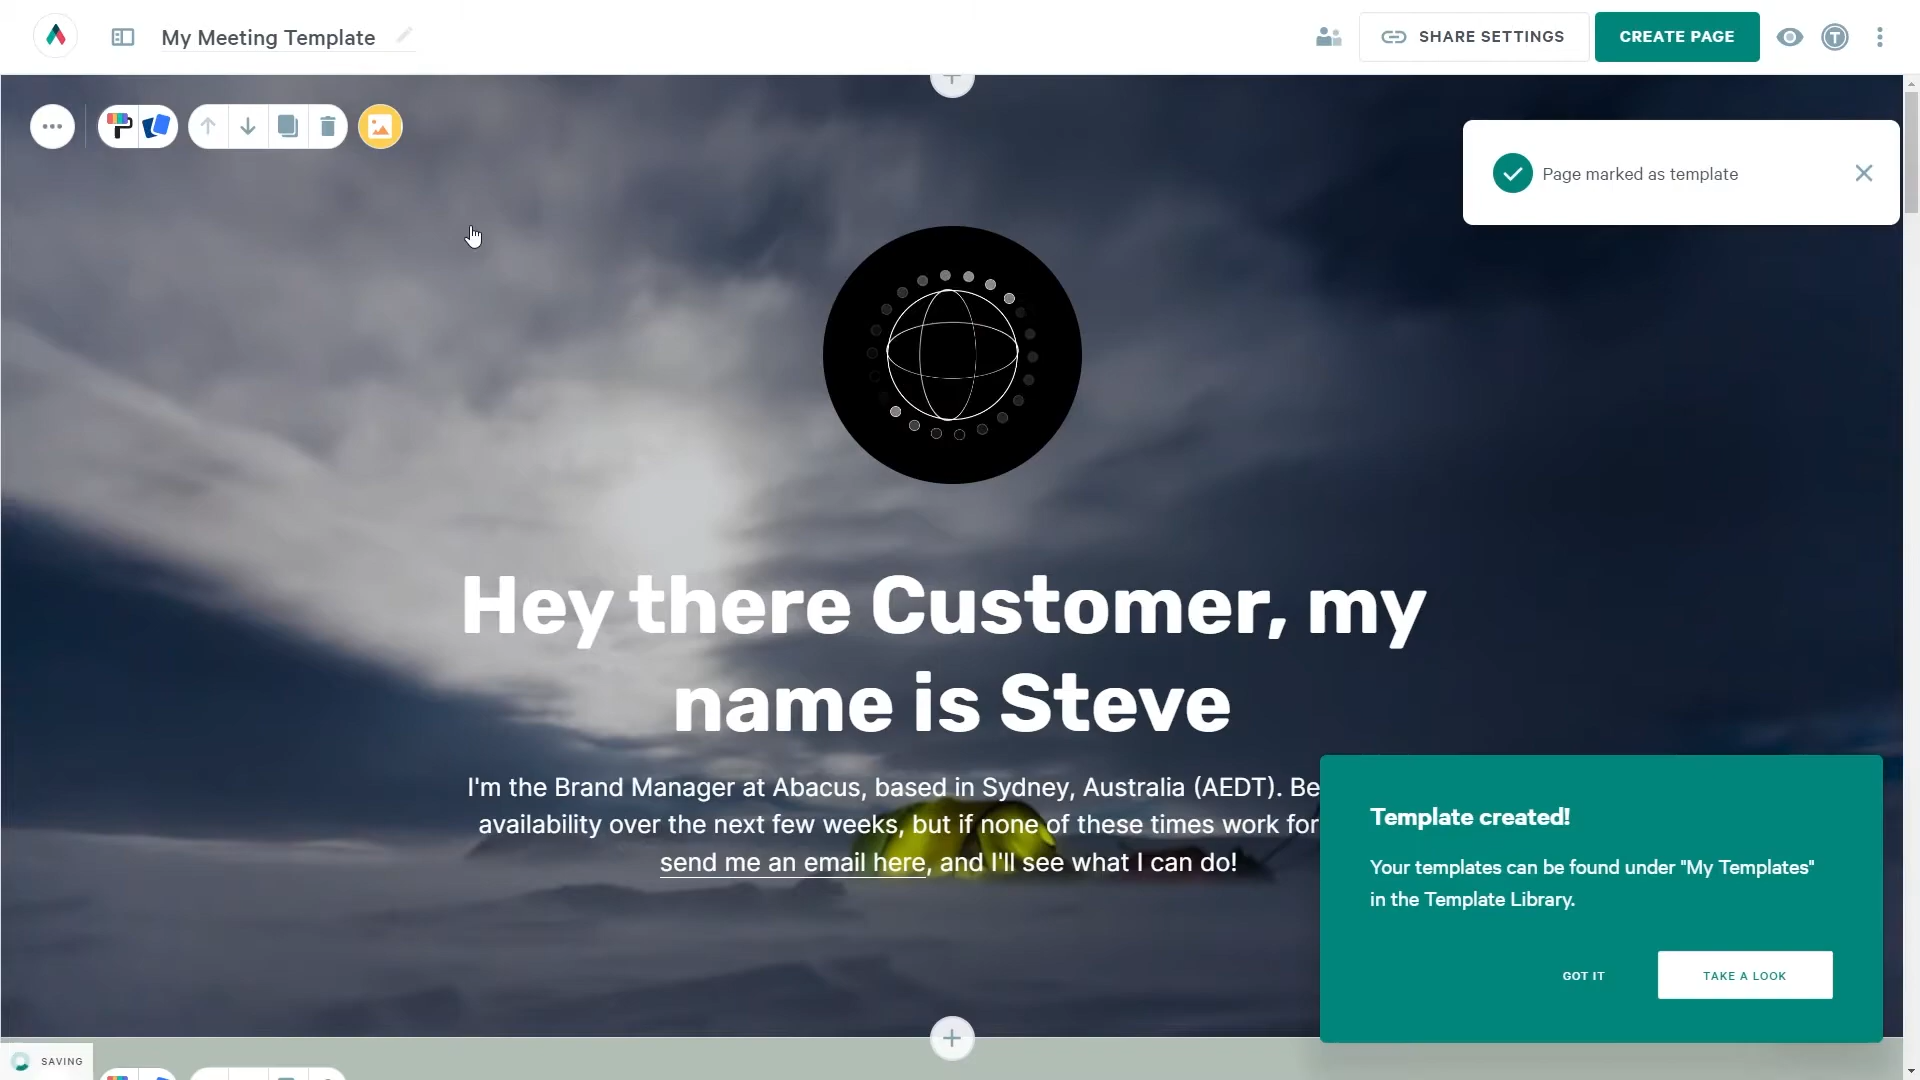 My Meeting Template
SHARE SETTINGS
CREATE PAGE
T
Page marked as template
Hey there Customer, my
name is Steve
I'm the Brand Manager at Abacus, based in Sydney, Australia (AEDT). Be
availability over the next few weeks, but if none of these times work for
send me an email here, and I'll see what I can do!
Template created!
Your templates can be found under "My Templates"
in the Template Library.
GOT IT
TAKE A LOOK
SAVING